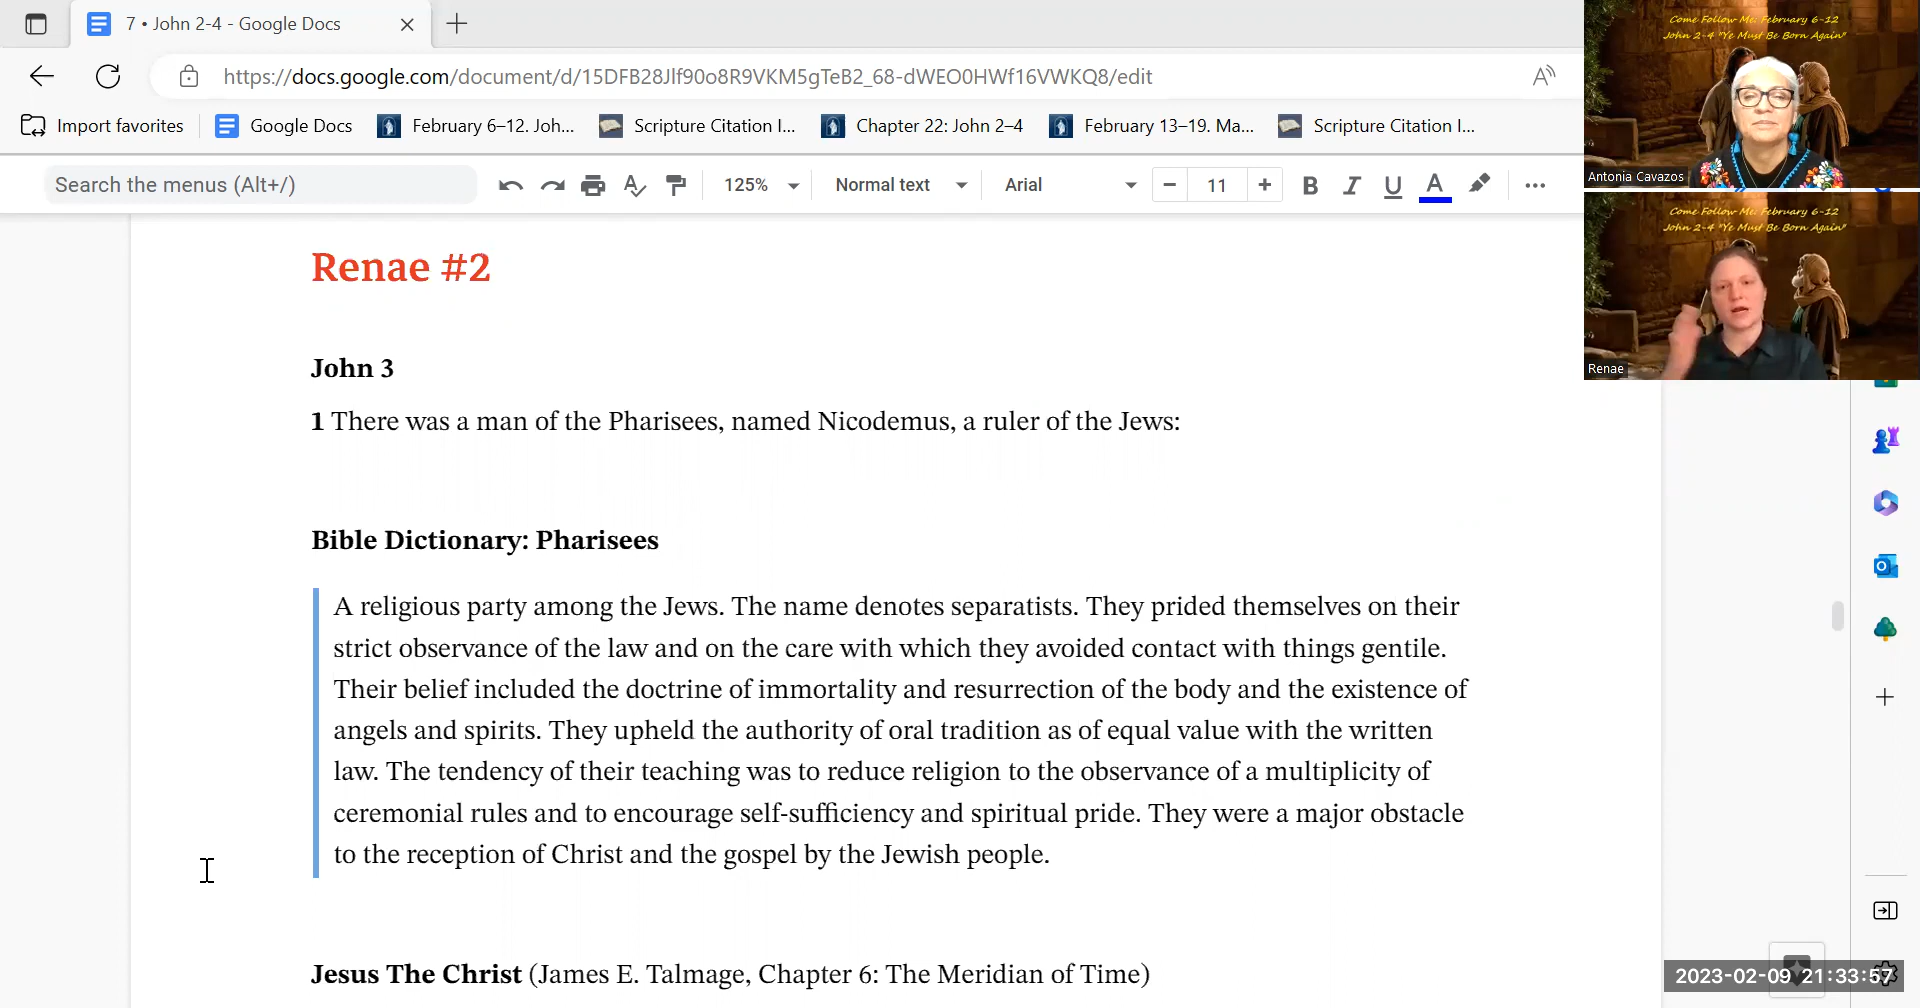 7 • John 2-4 - Google Docs
https://docs.google.com/document/d/15DFB28Jlf90o8R9VKM5gTeB2_68-dWEO0HWf16VWKQ8/edit
Import favorites
Google Docs
February 6–12. Joh...
Scripture Citation I...
Chapter 22: John 2–4
February 13–19. Ma...
Scripture Citation I...
Search the menus (Alt+/)
125%
Normal text
Arial
11
Come Follow Me: February 6-12
John 2-4 "Ye Must Be Born Again"
Antonia Cavazos
Come Follow Me: February 6-12
John 2-4 "Ye Must Be Born Again"
Renae
Renae #2
John 3
1 There was a man of the Pharisees, named Nicodemus, a ruler of the Jews:
Bible Dictionary: Pharisees
A religious party among the Jews. The name denotes separatists. They prided themselves on their
strict observance of the law and on the care with which they avoided contact with things gentile.
Their belief included the doctrine of immortality and resurrection of the body and the existence of
angels and spirits. They upheld the authority of oral tradition as of equal value with the written
law. The tendency of their teaching was to reduce religion to the observance of a multiplicity of
ceremonial rules and to encourage self-sufficiency and spiritual pride. They were a major obstacle
to the reception of Christ and the gospel by the Jewish people.
Jesus The Christ (James E. Talmage, Chapter 6: The Meridian of Time)
2023-02-09 21:33:57